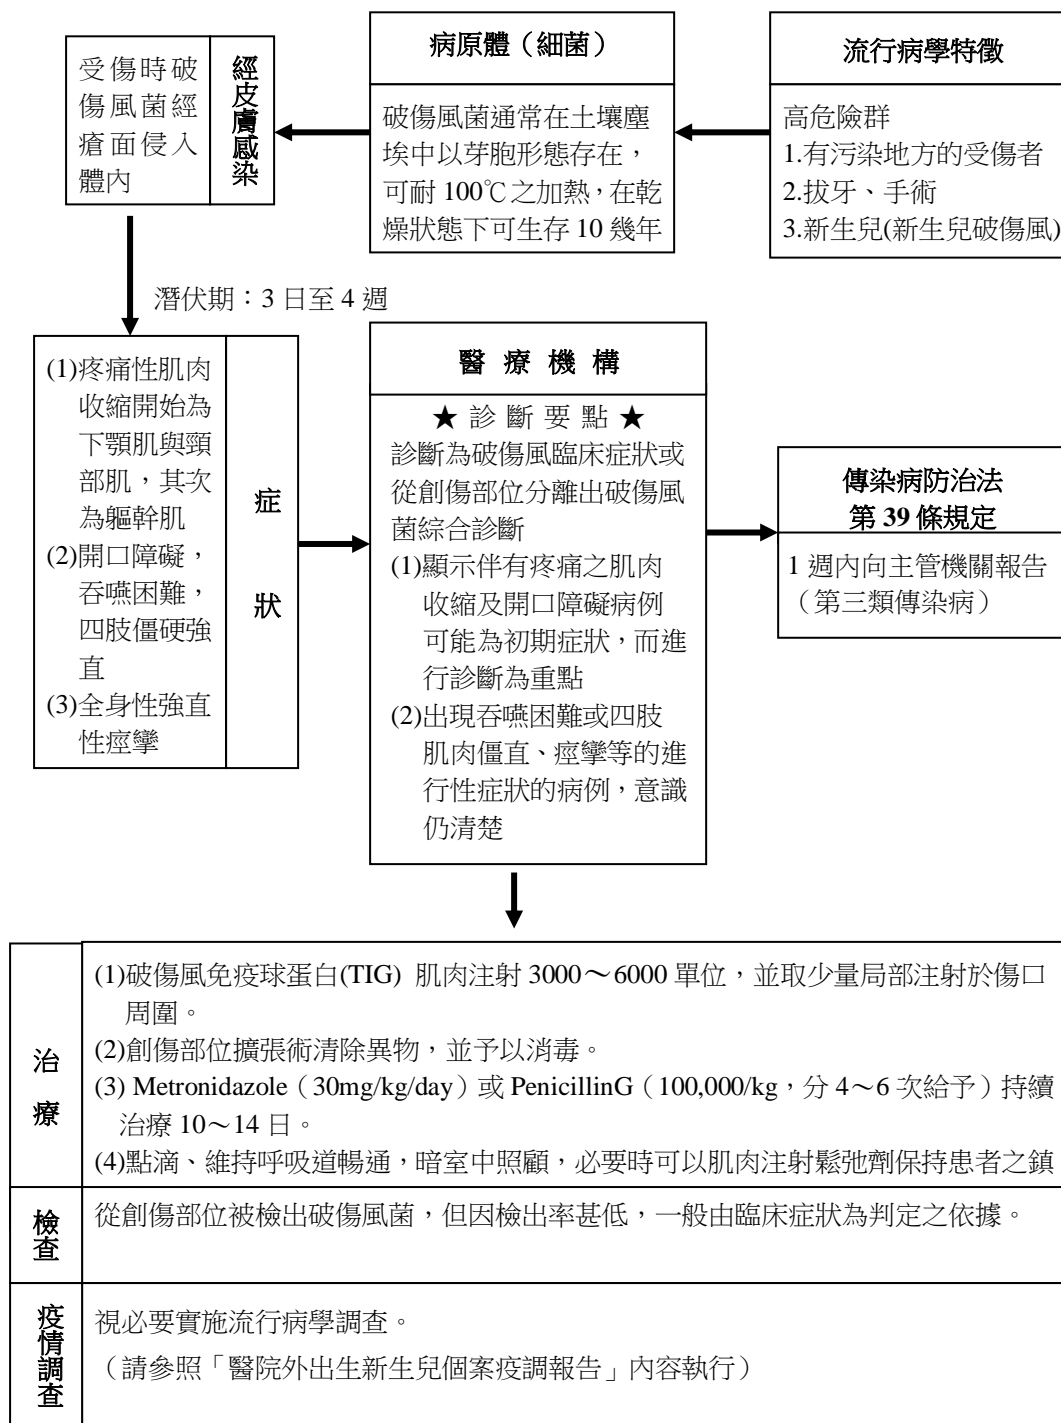 流行病學特徵
高危險群
1.有污染地方的受傷者
2.拔牙、手術
3.新生兒(新生兒破傷風)
病原體（細菌）
破傷風菌通常在土壤塵
埃中以芽胞形態存在，
可耐 100℃之加熱，在乾
燥狀態下可生存 10 幾年
經皮膚感染
受傷時破
傷風菌經
瘡面侵入
體內
潛伏期：3 日至 4 週
症狀
(1)疼痛性肌肉
收縮開始為
下顎肌與頸
部肌，其次
為軀幹肌
(2)開口障礙，
吞嚥困難，
四肢僵硬強
直
(3)全身性強直
性痙攣
醫 療 機 構
★ 診 斷 要 點 ★
診斷為破傷風臨床症狀或
從創傷部位分離出破傷風
菌綜合診斷
(1)顯示伴有疼痛之肌肉
收縮及開口障礙病例
可能為初期症狀，而進
行診斷為重點
(2)出現吞嚥困難或四肢
肌肉僵直、痙攣等的進
行性症狀的病例，意識
仍清楚
傳染病防治法
第 39 條規定
1 週內向主管機關報告
（第三類傳染病）
治療
(1)破傷風免疫球蛋白(TIG) 肌肉注射 3000～6000 單位，並取少量局部注射於傷口
周圍。
(2)創傷部位擴張術清除異物，並予以消毒。
(3) Metronidazole（30mg/kg/day）或 PenicillinG（100,000/kg，分 4～6 次給予）持續
治療 10～14 日。
(4)點滴、維持呼吸道暢通，暗室中照顧，必要時可以肌肉注射鬆弛劑保持患者之鎮
檢查
從創傷部位被檢出破傷風菌，但因檢出率甚低，一般由臨床症狀為判定之依據。
疫情調查
視必要實施流行病學調查。
（請參照「醫院外出生新生兒個案疫調報告」內容執行）